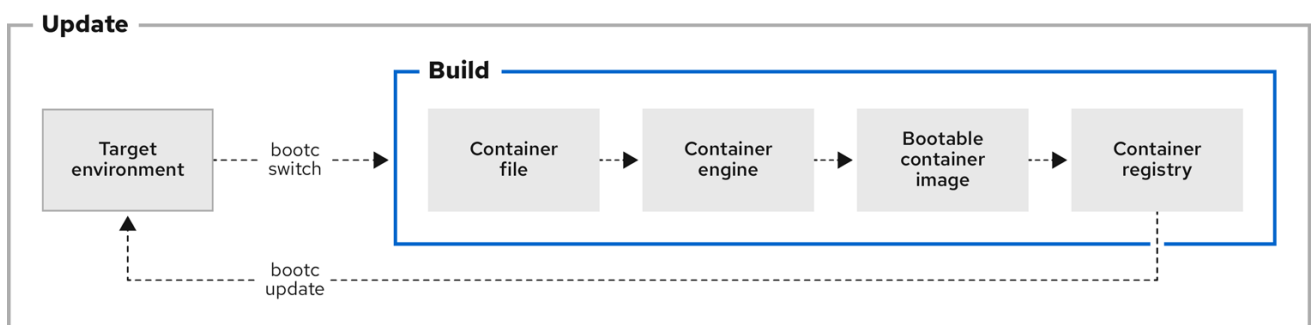 Update
Build
Target
environment
bootc
switch
Container
file
Container
engine
Bootable
container
image
Container
registry
bootc
update